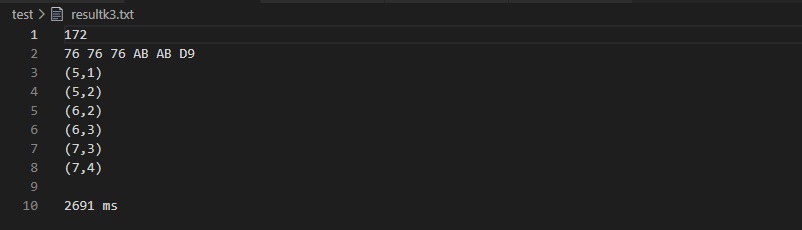 test > resultk3.txt
1 172
2 76 76 76 AB AB D9
3 (5,1)
4 (5,2)
5 (6,2)
6 (6,3)
7 (7,3)
8 (7,4)
9
10 2691 ms